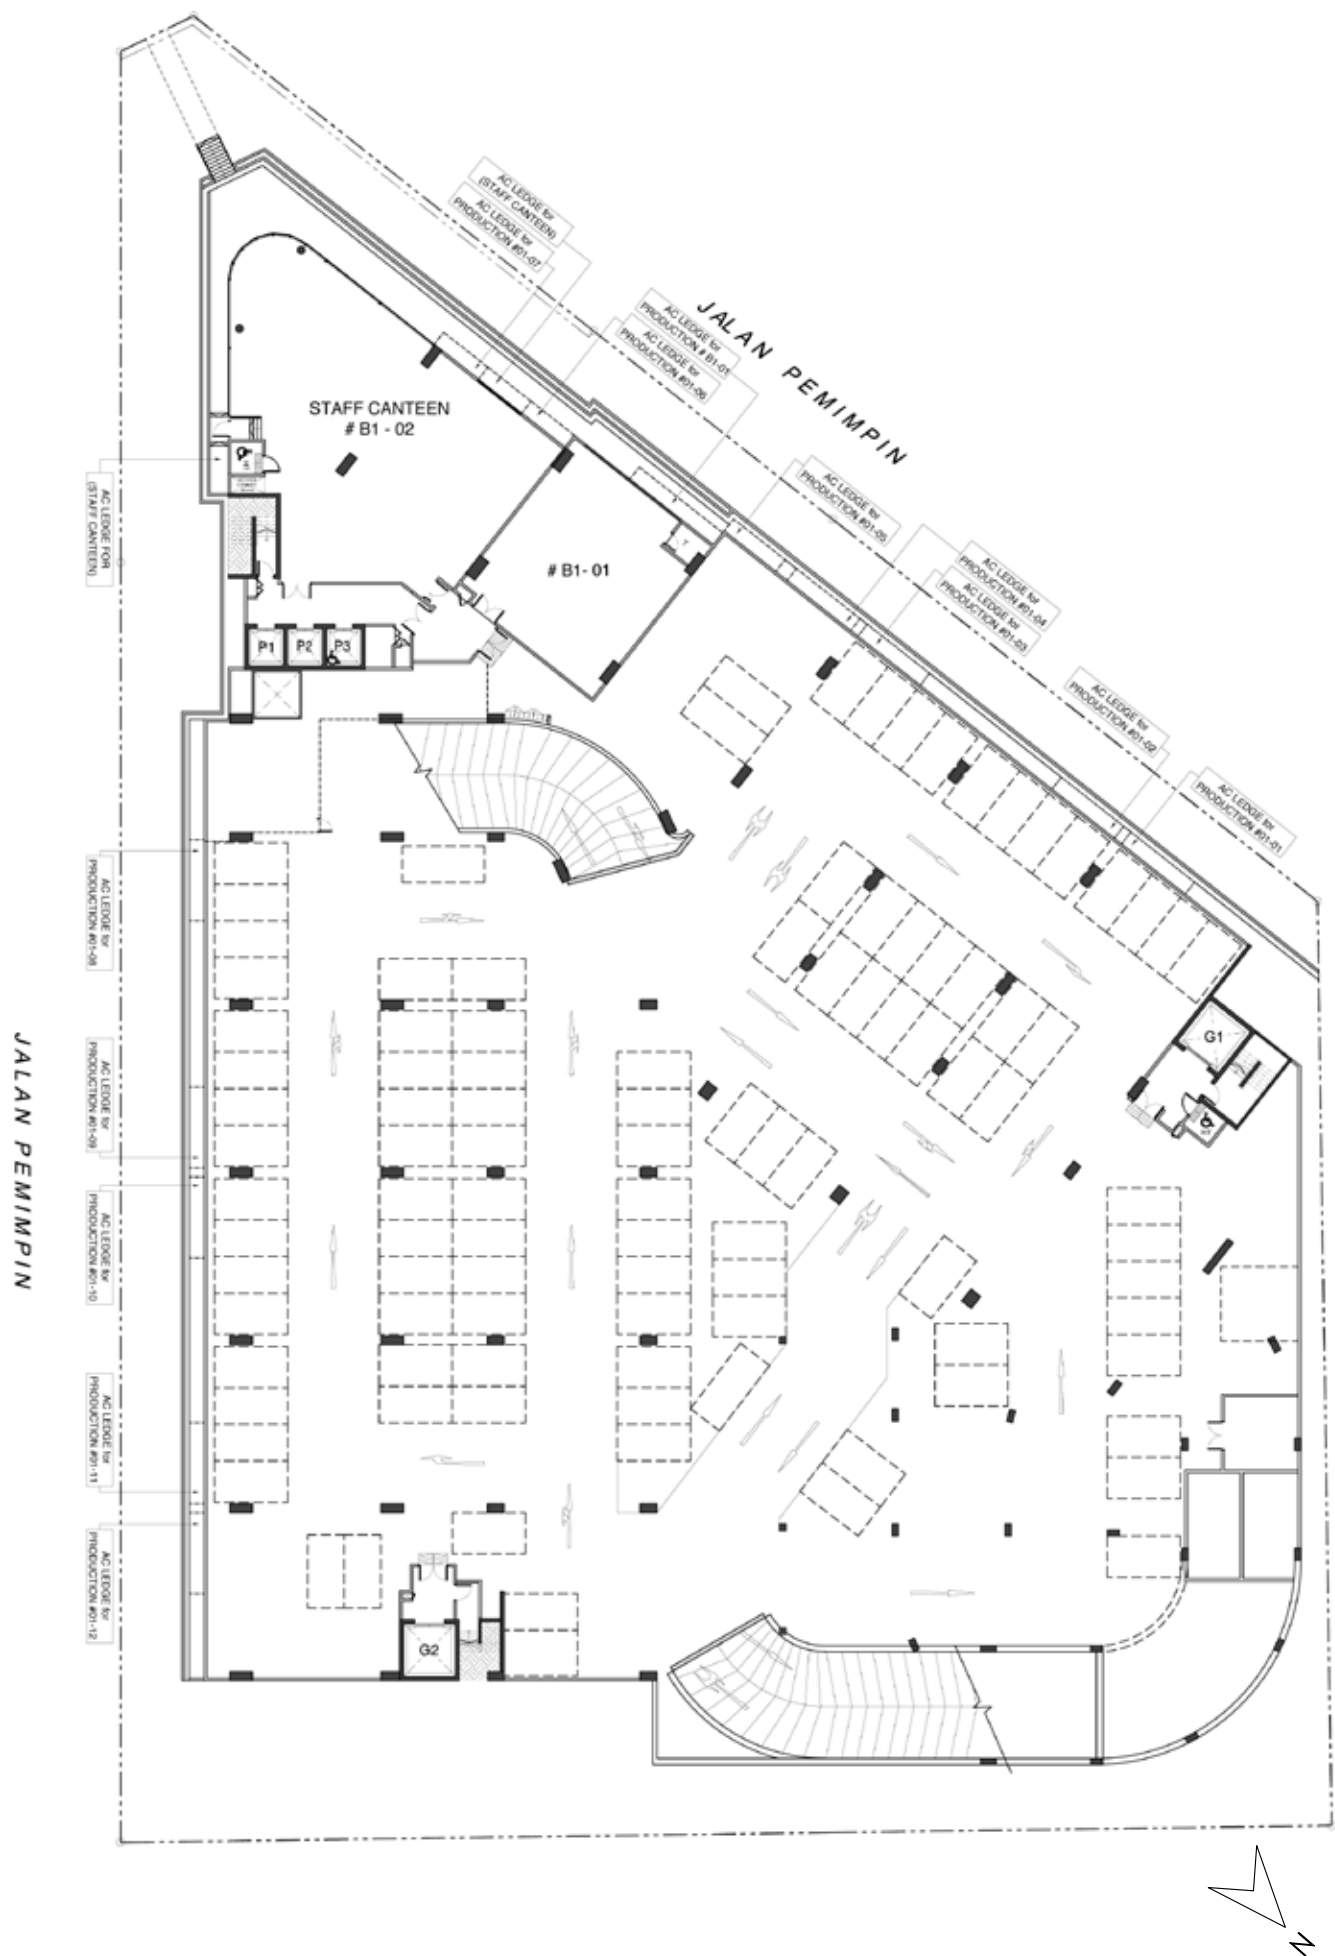 AC LEDGE for
(STAFF CANTEEN)
AC LEDGE for
PRODUCTION #01-07
AC LEDGE for
PRODUCTION # B1-01
AC LEDGE for
PRODUCTION #01-06
JALAN PEMIMPIN
STAFF CANTEEN
# B1 - 02
AC LEDGE FOR
(STAFF CANTEEN)
AC LEDGE for
PRODUCTION #01-05
# B1- 01
AC LEDGE for
PRODUCTION #01-04
AC LEDGE for
PRODUCTION #01-03
P1
P2
P3
AC LEDGE for
PRODUCTION #01-02
AC LEDGE for
PRODUCTION #01-01
AC LEDGE for
PRODUCTION #01-08
G1
AC LEDGE for
PRODUCTION #01-09
JALAN PEMIMPIN
AC LEDGE for
PRODUCTION #01-10
AC LEDGE for
PRODUCTION #01-11
AC LEDGE for
PRODUCTION #01-12
G2
N